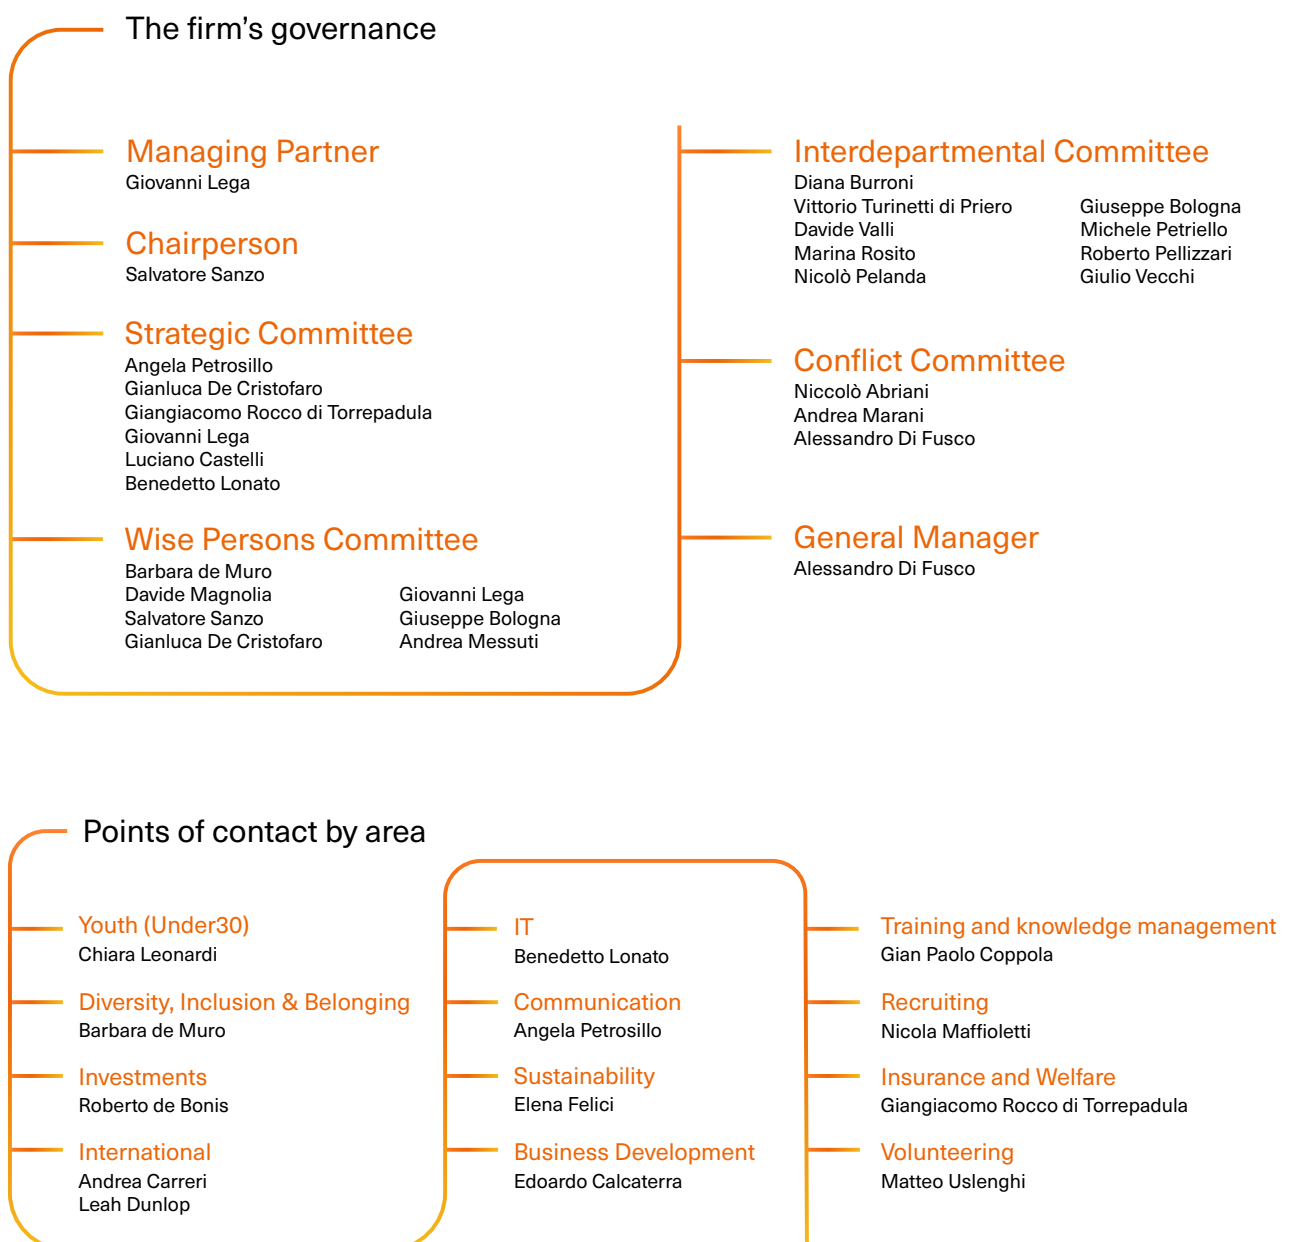 The firm's governance
Managing Partner
Giovanni Lega
Chairperson
Salvatore Sanzo
Strategic Committee
Angela Petrosillo
Gianluca De Cristofaro
Giangiacomo Rocco di Torrepadula
Giovanni Lega
Luciano Castelli
Benedetto Lonato
Wise Persons Committee
Barbara de Muro
Davide Magnolia
Salvatore Sanzo
Gianluca De Cristofaro
Giovanni Lega
Giuseppe Bologna
Andrea Messuti
Interdepartmental Committee
Diana Burroni
Vittorio Turinetti di Priero
Davide Valli
Marina Rosito
Nicolò Pelanda
Giuseppe Bologna
Michele Petriello
Roberto Pellizzari
Giulio Vecchi
Conflict Committee
Niccolò Abriani
Andrea Marani
Alessandro Di Fusco
General Manager
Alessandro Di Fusco
Points of contact by area
Youth (Under30)
Chiara Leonardi
Diversity, Inclusion & Belonging
Barbara de Muro
Investments
Roberto de Bonis
International
Andrea Carreri
Leah Dunlop
IT
Benedetto Lonato
Communication
Angela Petrosillo
Sustainability
Elena Felici
Business Development
Edoardo Calcaterra
Training and knowledge management
Gian Paolo Coppola
Recruiting
Nicola Maffioletti
Insurance and Welfare
Giangiacomo Rocco di Torrepadula
Volunteering
Matteo Uslenghi